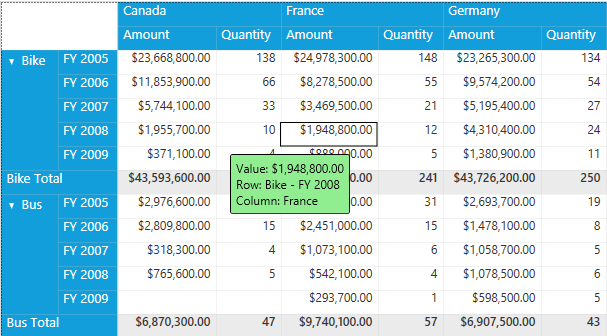 Canada France Germany
Amount Quantity Amount Quantity Amount Quantity
Bike FY 2005 $23,668,800.00 138 $24,978,300.00 148 $23,265,300.00 134
FY 2006 $11,853,900.00 66 $8,278,500.00 55 $9,574,200.00 54
FY 2007 $5,744,100.00 33 $3,469,500.00 21 $5,195,400.00 27
FY 2008 $1,955,700.00 10 $1,948,800.00 12 $4,310,400.00 24
FY 2009 $371,100.00 5 $1,380,900.00 11
Value: $1,948,800.00
Row: Bike - FY 2008
Column: France
Bike Total $43,593,600.00 241 $43,726,200.00 250
Bus FY 2005 $2,976,600.00 31 $2,693,700.00 19
FY 2006 $2,809,800.00 15 $2,451,000.00 15 $1,478,100.00 8
FY 2007 $318,300.00 4 $1,073,100.00 6 $1,058,700.00 5
FY 2008 $765,600.00 5 $542,100.00 4 $1,078,500.00 6
FY 2009 $293,700.00 1 $598,500.00 5
Bus Total $6,870,300.00 47 $9,740,100.00 57 $6,907,500.00 43